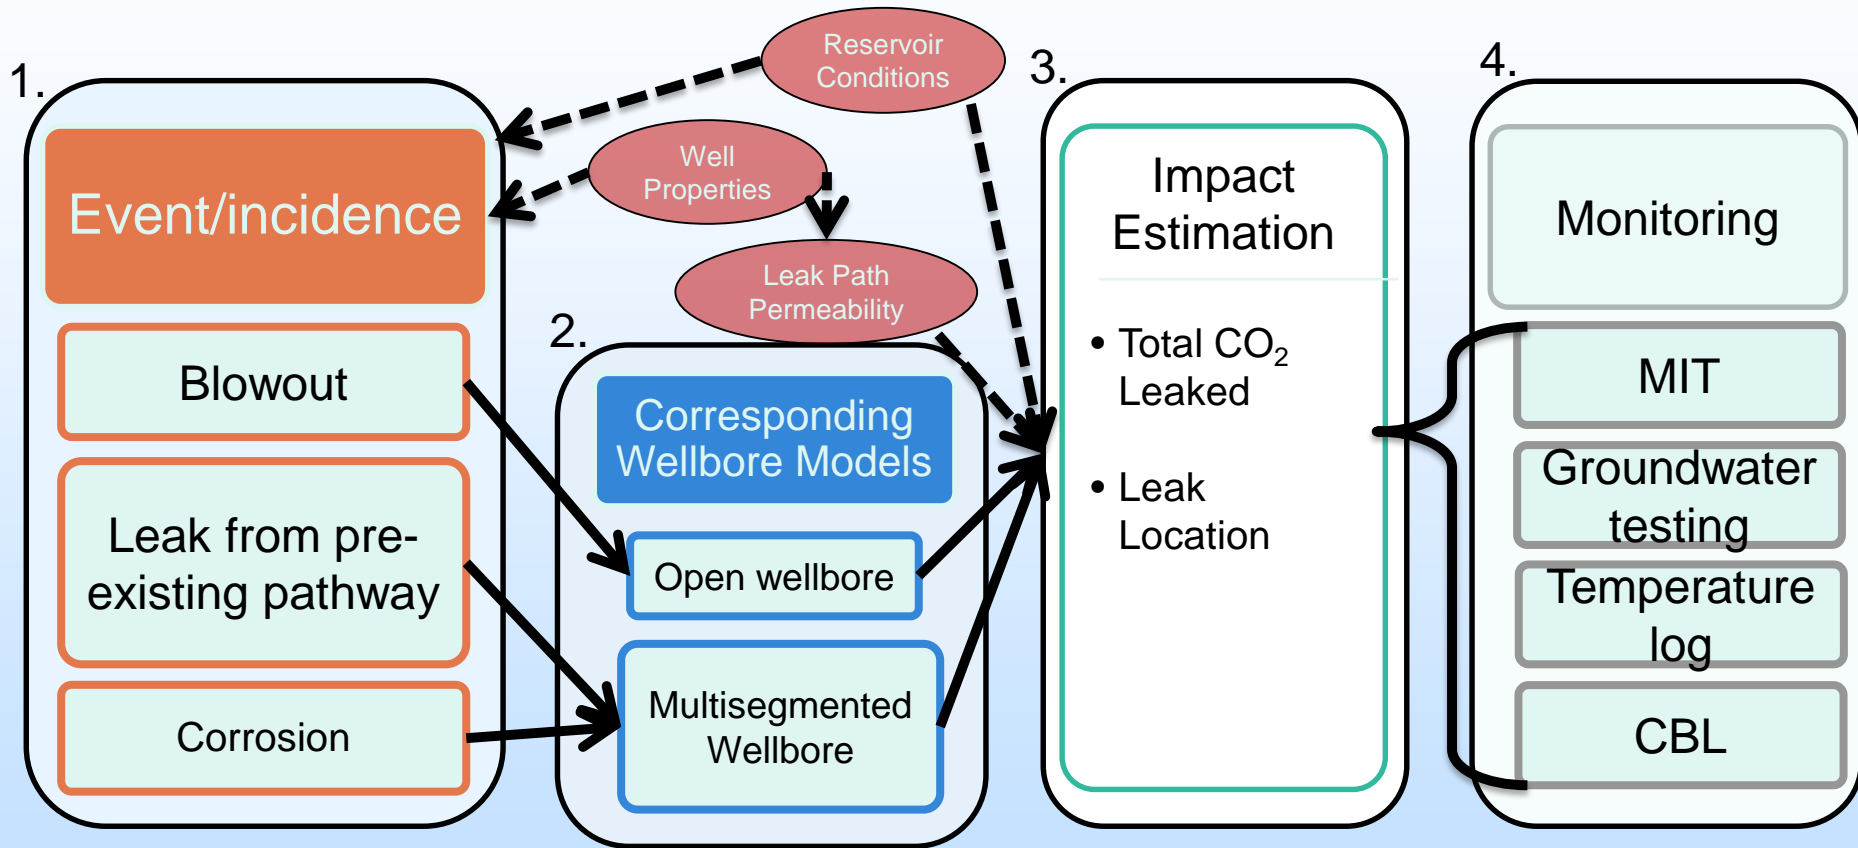 1.
Event/incidence
Blowout
Leak from pre-
existing pathway
Corrosion
Reservoir
Conditions
Well
Properties
Leak Path
Permeability
2.
Corresponding
Wellbore Models
Open wellbore
Multisegmented
Wellbore
3.
Impact
Estimation
• Total CO₂
Leaked
• Leak
Location
4.
Monitoring
MIT
Groundwater
testing
Temperature
log
CBL